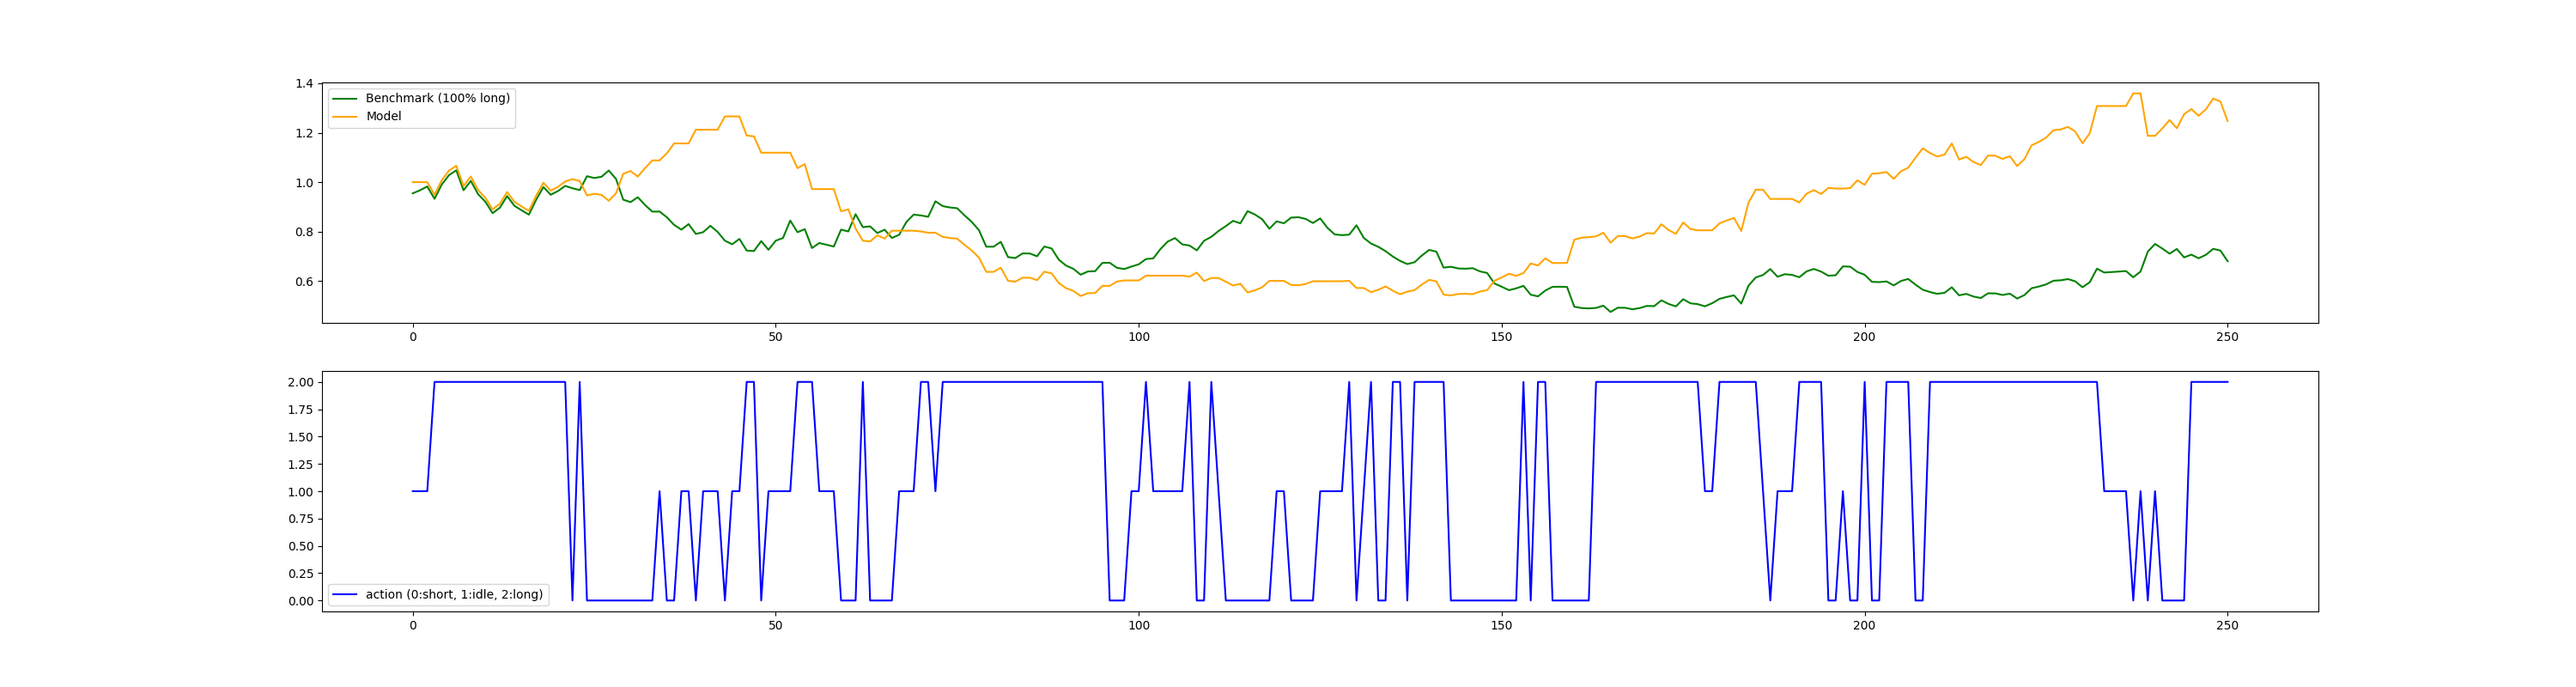 1.4
1.2
1.0
0.8
0.6
Benchmark (100% long)
Model
0 50 100 150 200 250
2.00
1.75
1.50
1.25
1.00
0.75
0.50
0.25
0.00
action (0:short, 1:idle, 2:long)
0 50 100 150 200 250